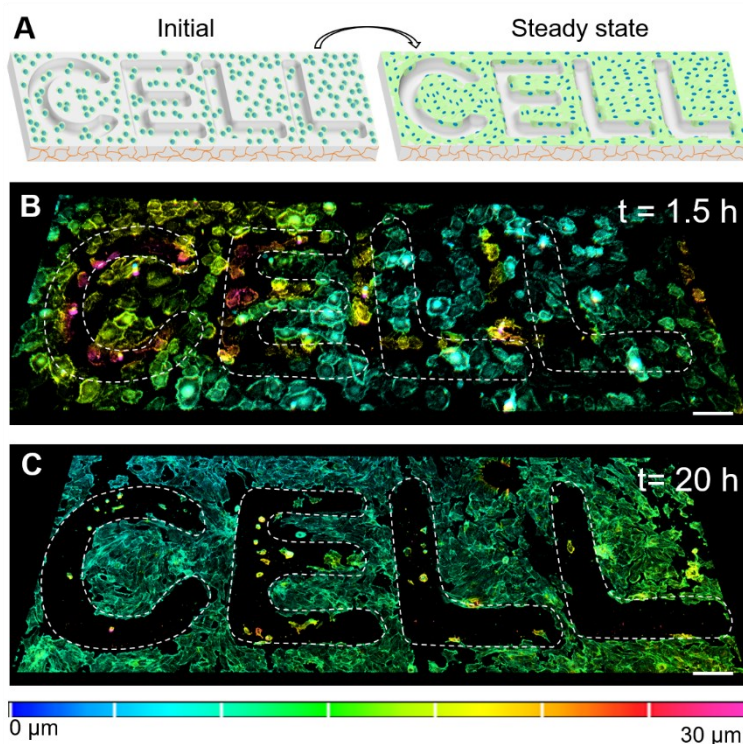 A
Initial
Steady state
CELL
CELL
B
t = 1.5 h
CELL
C
t= 20 h
CELL
0 µm
30 µm